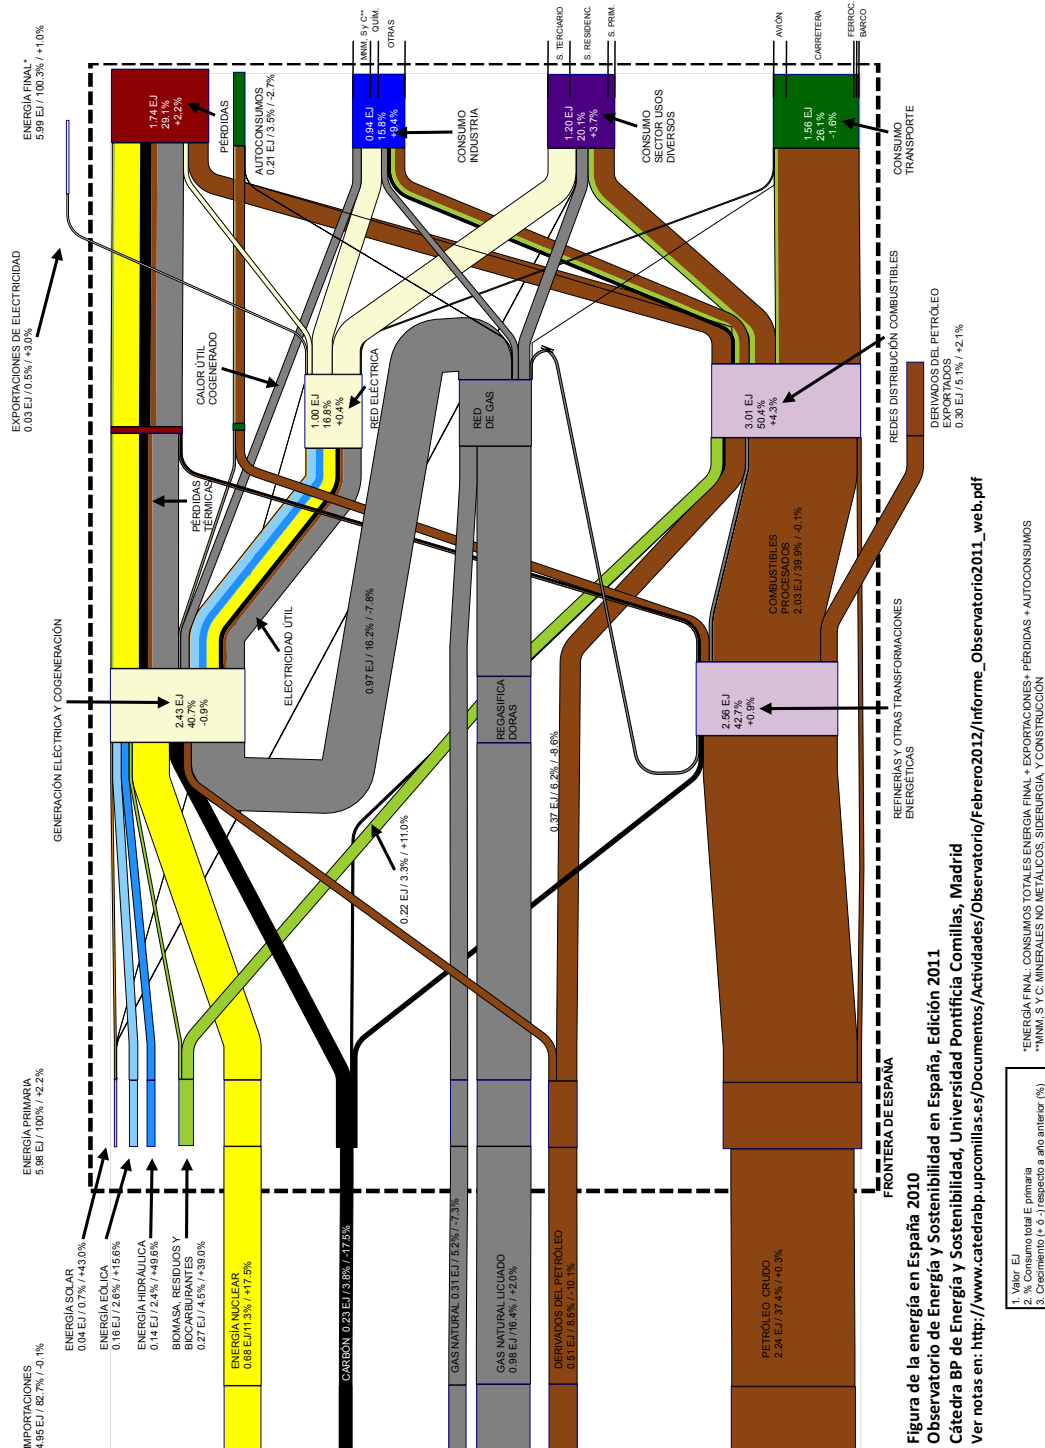 IMPORTACIONES
4.95 EJ / 82.7% / -0.1%
ENERGÍA PRIMARIA
5.98 EJ / 100% / +2.2%
ENERGÍA FINAL*
5.99 EJ / 100.3% / +1.0%
EXPORTACIONES DE ELECTRICIDAD
0.03 EJ / 0.5% / +3.0%
GENERACIÓN ELÉCTRICA Y COGENERACIÓN
ENERGÍA SOLAR
0.04 EJ / 0.7% / +43.0%
ENERGÍA EÓLICA
0.16 EJ / 2.6% / +15.6%
ENERGÍA HIDRÁULICA
0.14 EJ / 2.4% / +49.6%
BIOMASA, RESIDUOS Y
BIOCARBURANTES
0.27 EJ / 4.5% / +39.0%
ENERGÍA NUCLEAR
0.68 EJ/11.3% / +17.5%
CARBÓN 0.23 EJ / 3.8% / -17.5%
GAS NATURAL 0.31 EJ / 5.2% / -7.3%
GAS NATURAL LICUADO
0.98 EJ /16.4% / +2.0%
DERIVADOS DEL PETRÓLEO
0.51 EJ / 8.5% / -10.1%
PETRÓLEO CRUDO
2.24 EJ / 37.4% / +0.3%
2.43 EJ
40.7%
-0.9%
PÉRDIDAS
TÉRMICAS
ELECTRICIDAD ÚTIL
CALOR ÚTIL
COGENERADO
0.97 EJ / 16.2% / -7.8%
0.22 EJ / 3.3% / +11.0%
REGASIFICA
DORAS
0.37 EJ / 6.2% / -8.6%
2.56 EJ
42.7%
+0.9%
REFINERÍAS Y OTRAS TRANSFORMACIONES
ENERGÉTICAS
COMBUSTIBLES
PROCESADOS
2.03 EJ / 39.9% / -0.1%
1.00 EJ
16.8%
+0.4%
RED ELÉCTRICA
RED
DE GAS
3.01 EJ
50.4%
+4.3%
REDES DISTRIBUCIÓN COMBUSTIBLES
DERIVADOS DEL PETRÓLEO
EXPORTADOS
0.30 EJ / 5.1% / +2.1%
1.74 EJ
29.1%
+2.2%
PÉRDIDAS
AUTOCONSUMOS
0.21 EJ / 3.5% / -2.7%
0.94 EJ
15.8%
+9.4%
CONSUMO
INDUSTRIA
MNM, S y C**
QUÍM.
OTRAS
1.20 EJ
20.1%
+3.7%
CONSUMO
SECTOR USOS
DIVERSOS
S. TERCIARIO
S. RESIDENC.
S. PRIM.
1.56 EJ
26.1%
-1.6%
CONSUMO
TRANSPORTE
AVIÓN
CARRETERA
FERROC.
BARCO
FRONTERA DE ESPAÑA
Figura de la energía en España 2010
Observatorio de Energía y Sostenibilidad en España, Edición 2011
Cátedra BP de Energía y Sostenibilidad, Universidad Pontificia Comillas, Madrid
Ver notas en: http://www.catedrabp.upcomillas.es/Documentos/Actividades/Observatorio/Febrero2012/Informe_Observatorio2011_web.pdf
1. Valor EJ
2. % Consumo total E primaria
3. Crecimiento (+ ó -) respecto a año anterior (%)
*ENERGÍA FINAL: CONSUMOS TOTALES ENERGIA FINAL + EXPORTACIONES+ PÉRDIDAS + AUTOCONSUMOS
**MNM, S Y C: MINERALES NO METÁLICOS, SIDERURGIA, Y CONSTRUCCIÓN